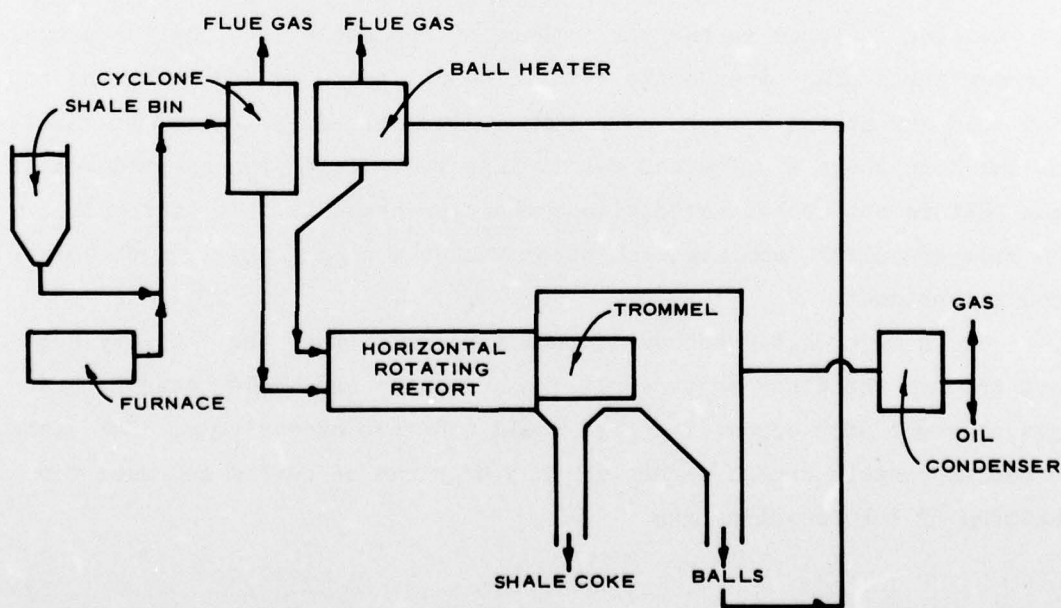 FLUE GAS
FLUE GAS
CYCLONE
BALL HEATER
SHALE BIN
TROMMEL
GAS
HORIZONTAL
ROTATING
RETORT
FURNACE
OIL
CONDENSER
SHALE COKE
BALLS